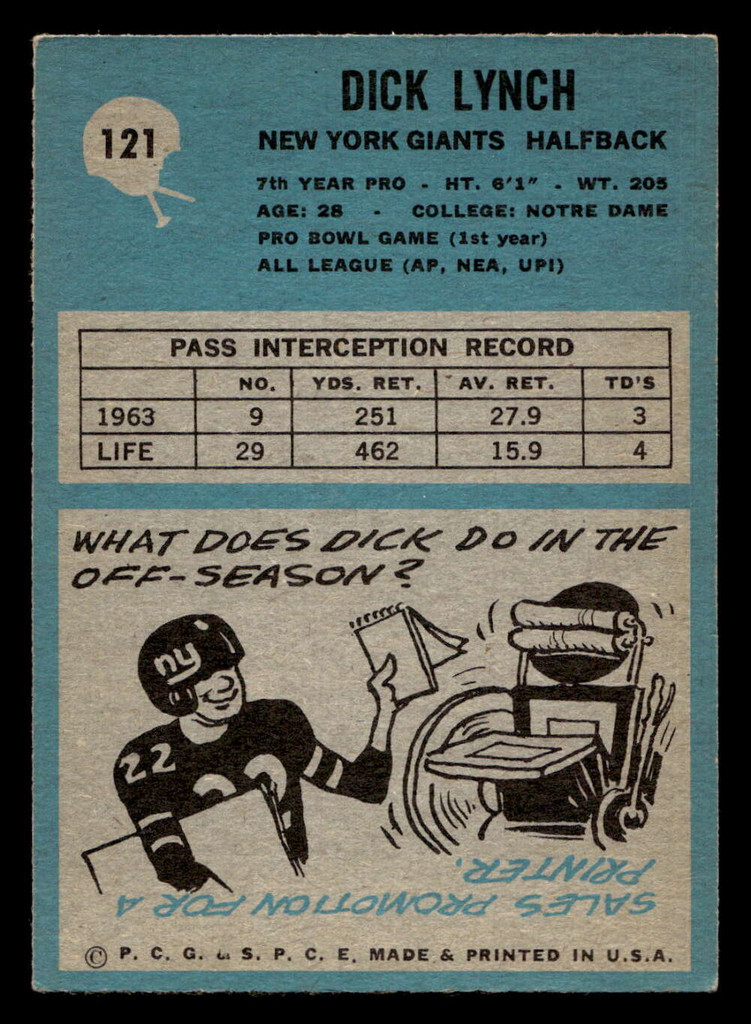 121
DICK LYNCH
NEW YORK GIANTS HALFBACK
7th YEAR PRO - HT. 6'1" - WT. 205
AGE: 28 - COLLEGE: NOTRE DAME
PRO BOWL GAME (1st year)
ALL LEAGUE (AP, NEA, UPI)
PASS INTERCEPTION RECORD
NO. YDS. RET. AV. RET. TD'S
1963 9 251 27.9 3
LIFE 29 462 15.9 4
WHAT DOES DICK DO IN THE
OFF-SEASON?
ny
22
22
SALES PROMOTION FOR A
PRINTER.
© P. C. G. & S. P. C. E. MADE & PRINTED IN U.S.A.